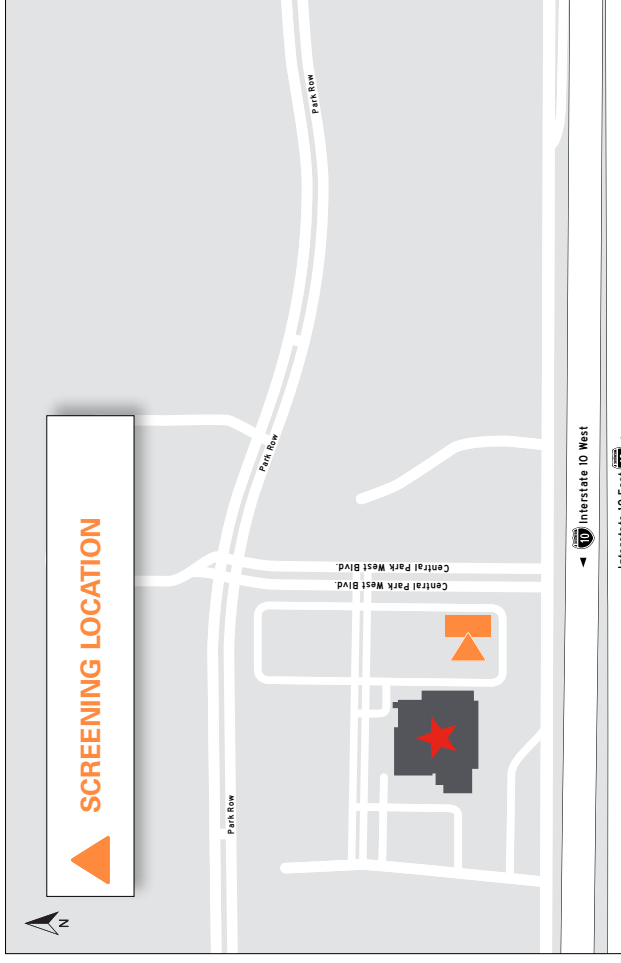 SCREENING LOCATION
N
Park Row
Park Row
Park Row
Central Park West Blvd.
Central Park West Blvd.
10 Interstate 10 West